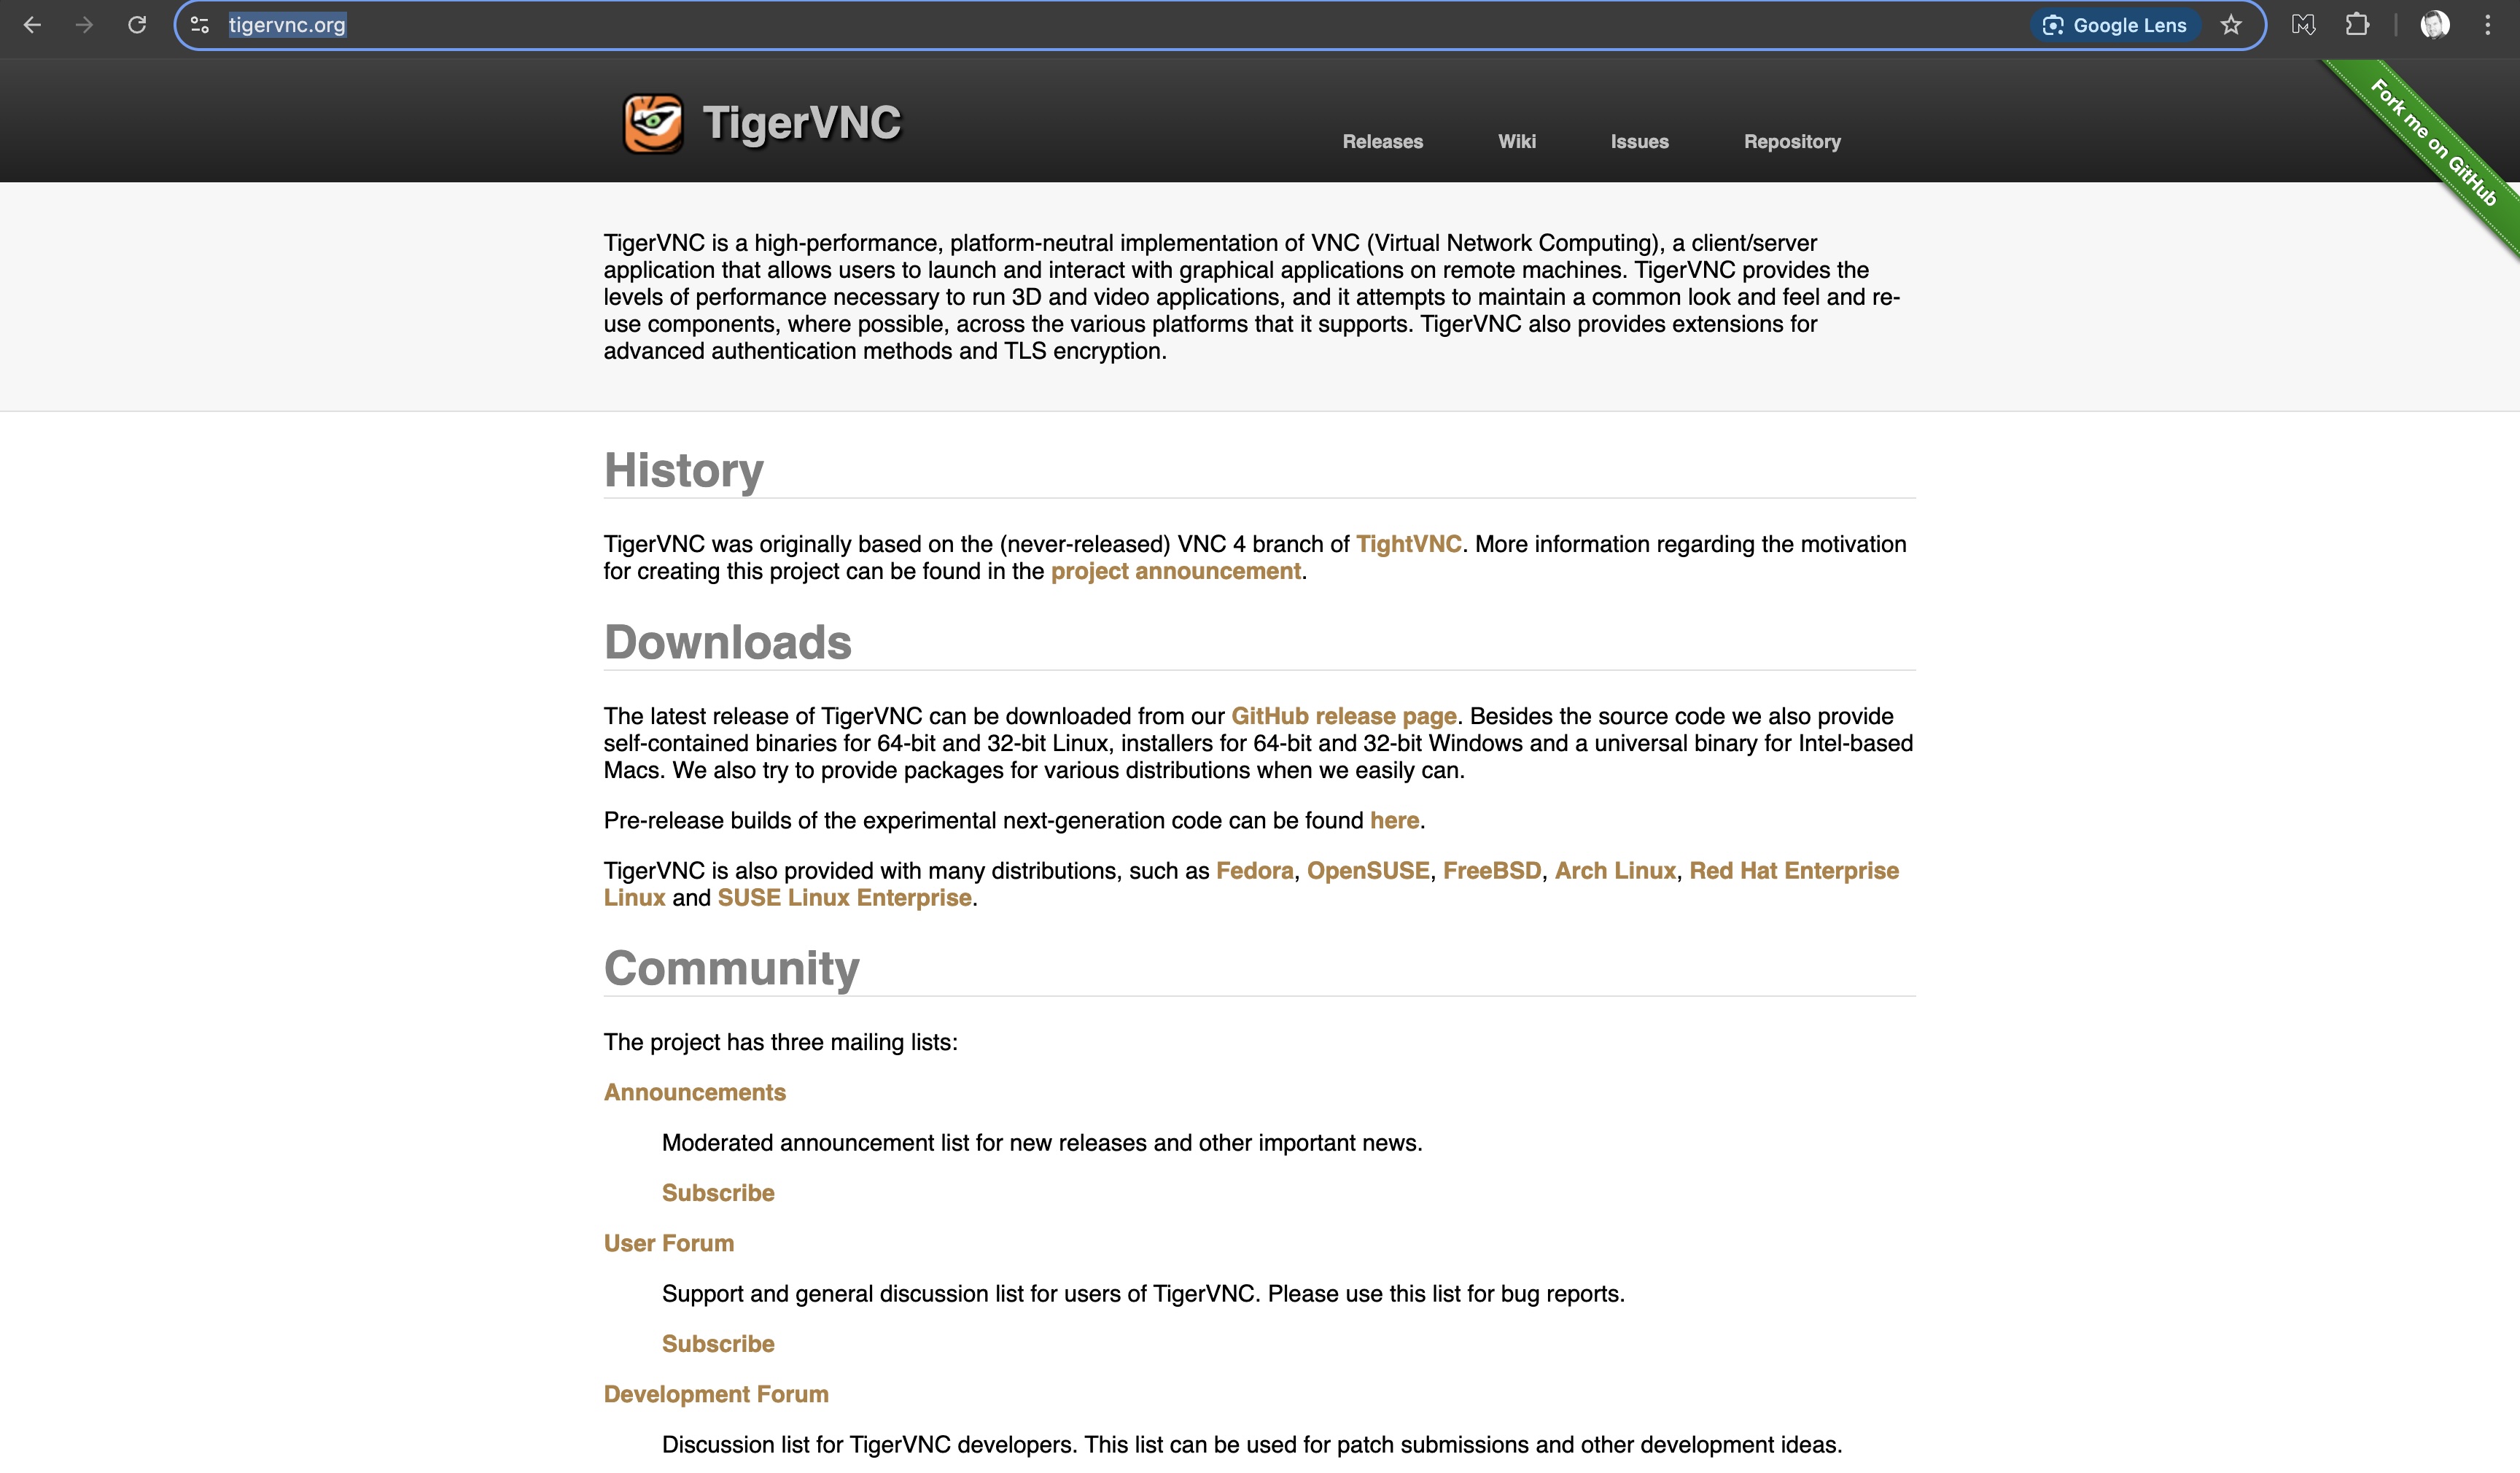 tigervnc.org
Google Lens
TigerVNC
Releases
Wiki
Issues
Repository
Fork me on GitHub
TigerVNC is a high-performance, platform-neutral implementation of VNC (Virtual Network Computing), a client/server
application that allows users to launch and interact with graphical applications on remote machines. TigerVNC provides the
levels of performance necessary to run 3D and video applications, and it attempts to maintain a common look and feel and re-
use components, where possible, across the various platforms that it supports. TigerVNC also provides extensions for
advanced authentication methods and TLS encryption.
History
TigerVNC was originally based on the (never-released) VNC 4 branch of TightVNC. More information regarding the motivation
for creating this project can be found in the project announcement.
Downloads
The latest release of TigerVNC can be downloaded from our GitHub release page. Besides the source code we also provide
self-contained binaries for 64-bit and 32-bit Linux, installers for 64-bit and 32-bit Windows and a universal binary for Intel-based
Macs. We also try to provide packages for various distributions when we easily can.
Pre-release builds of the experimental next-generation code can be found here.
TigerVNC is also provided with many distributions, such as Fedora, OpenSUSE, FreeBSD, Arch Linux, Red Hat Enterprise
Linux and SUSE Linux Enterprise.
Community
The project has three mailing lists:
Announcements
Moderated announcement list for new releases and other important news.
Subscribe
User Forum
Support and general discussion list for users of TigerVNC. Please use this list for bug reports.
Subscribe
Development Forum
Discussion list for TigerVNC developers. This list can be used for patch submissions and other development ideas.